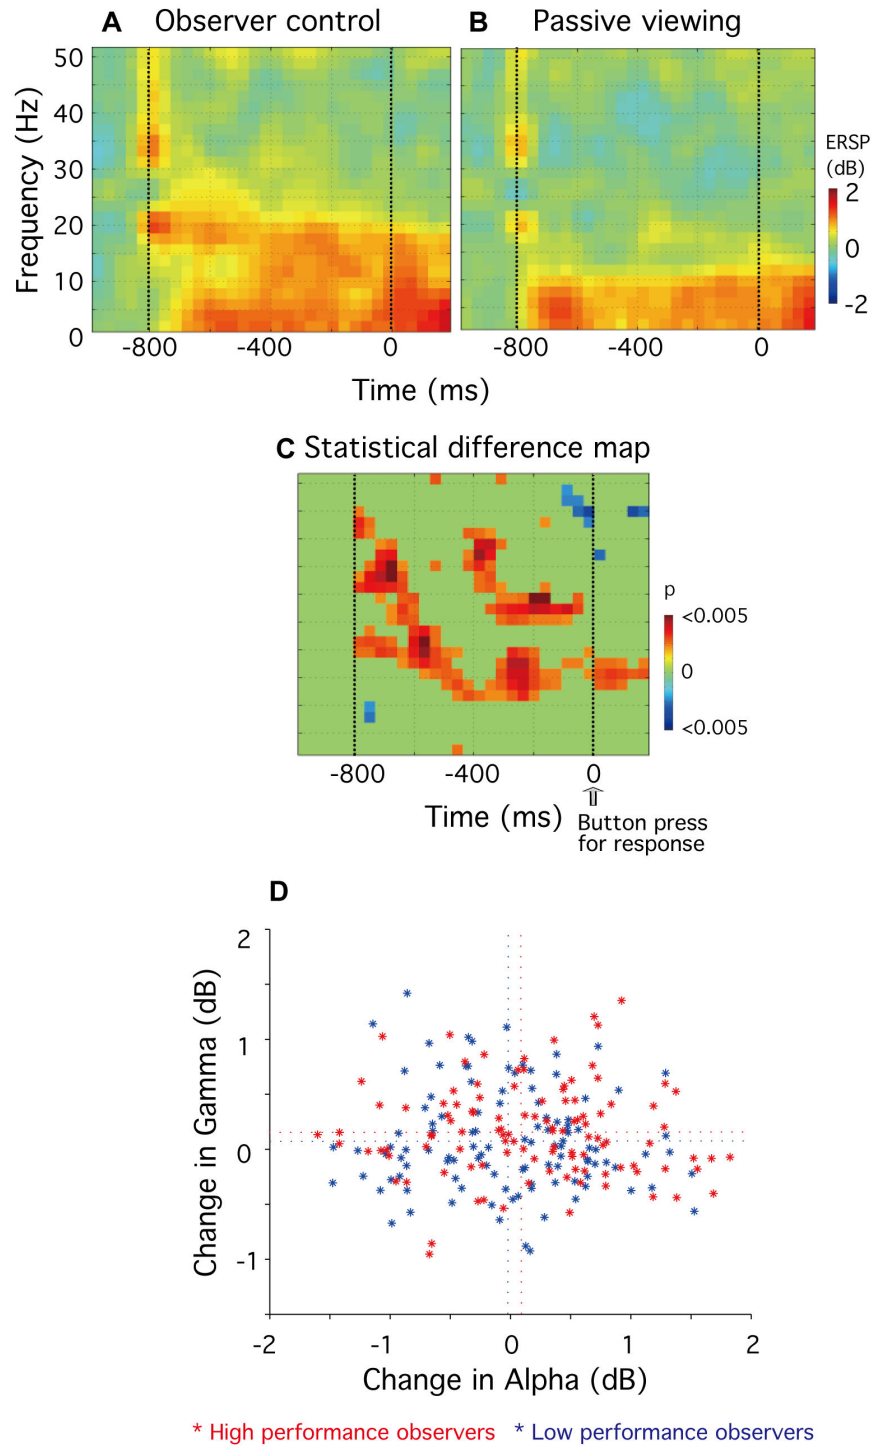 A Observer control
B Passive viewing
50
40
30
20
10
0
Frequency (Hz)
-800 -400 0
-800 -400 0
Time (ms)
ERSP
(dB)
2
0
-2
C Statistical difference map
p
<0.005
0
<0.005
-800 -400 0
Time (ms)
Button press
for response
D
2
1
0
-1
Change in Gamma (dB)
-2 -1 0 1 2
Change in Alpha (dB)
* High performance observers * Low performance observers